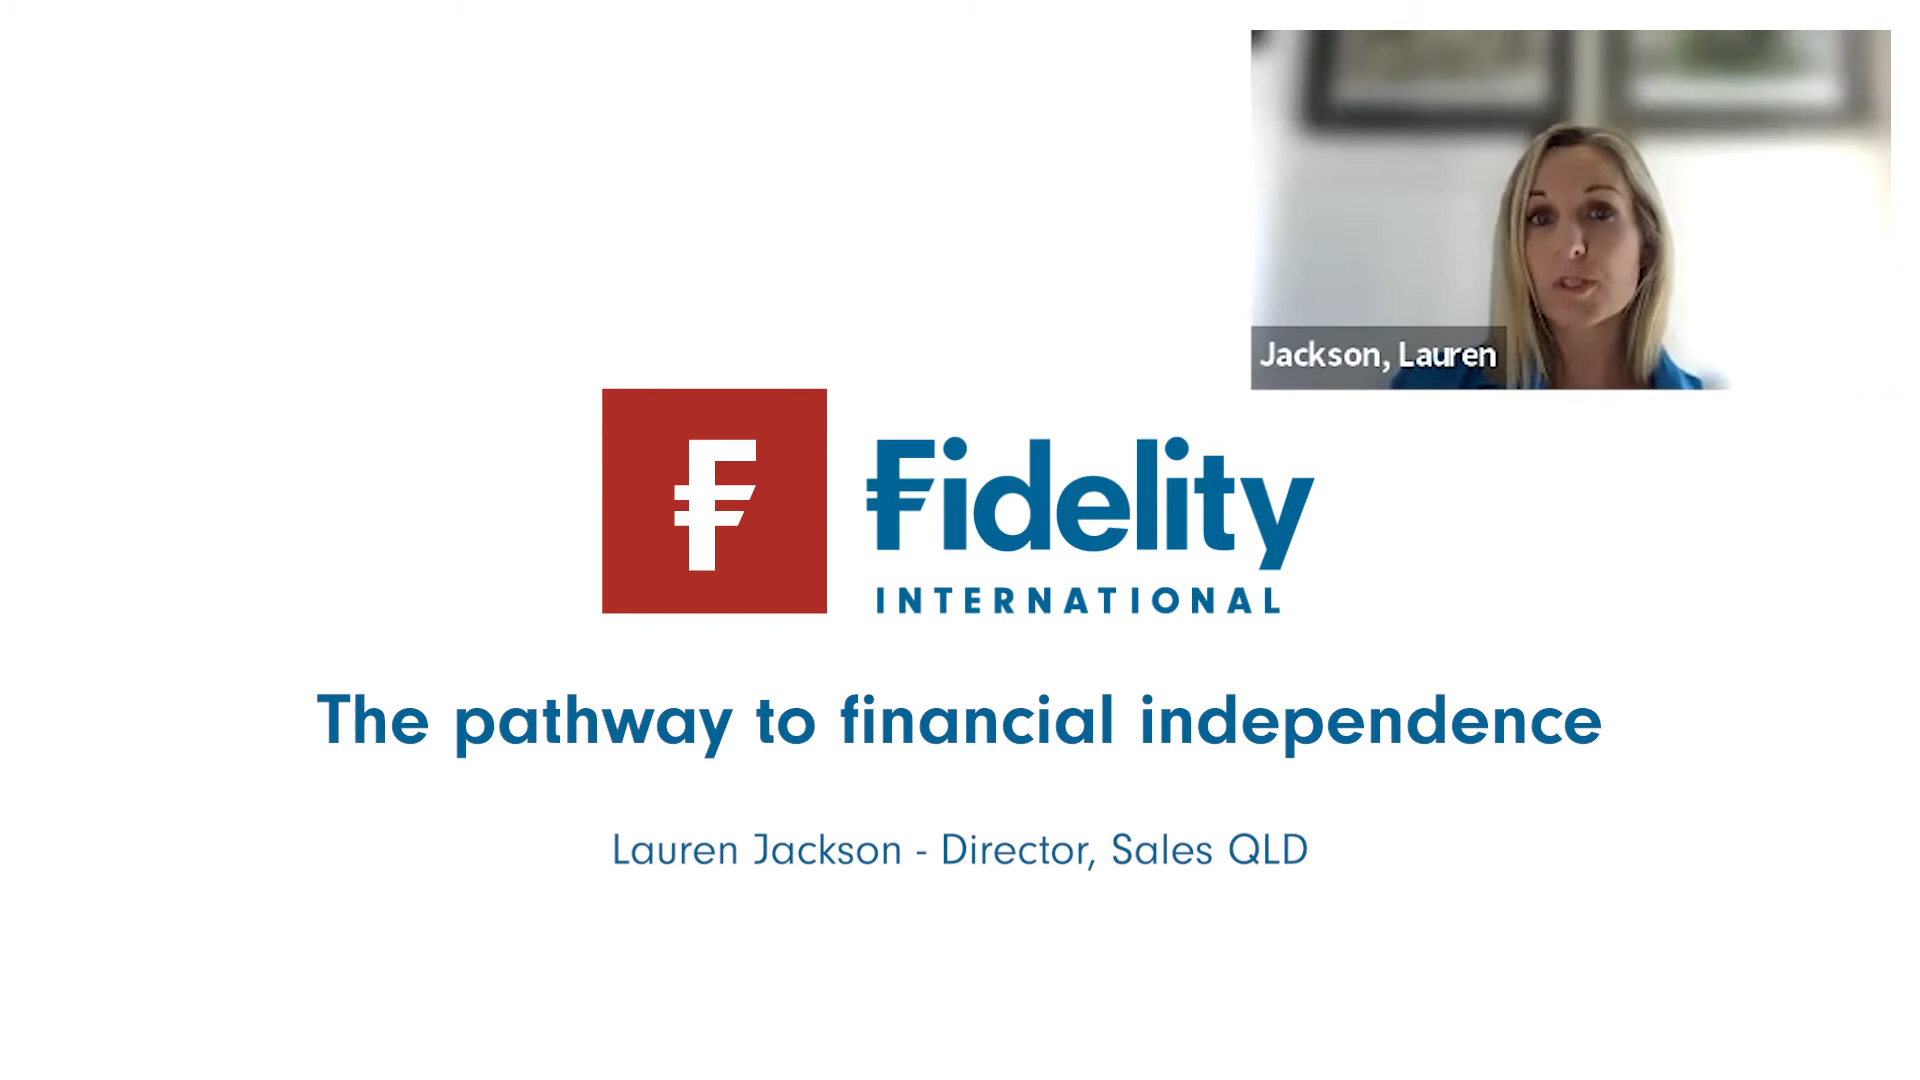 Jackson, Lauren
F
Fidelity
INTERNATIONAL
The pathway to financial independence
Lauren Jackson - Director, Sales QLD